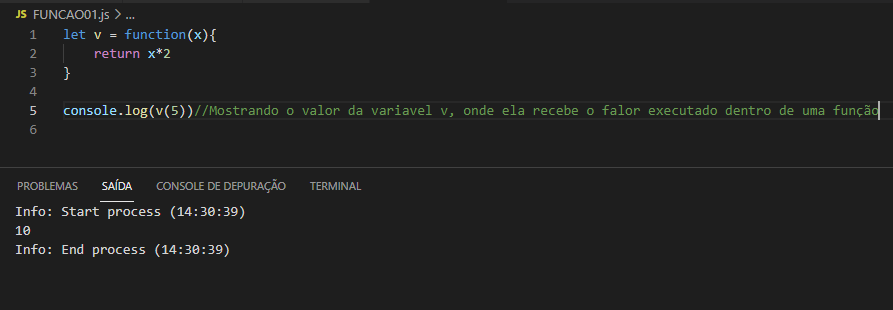 JS FUNCAO01.js > ...
1 let v = function(x){
2 return x*2
3 }
4
5 console.log(v(5))//Mostrando o valor da variavel v, onde ela recebe o falor executado dentro de uma função
6
PROBLEMAS SAÍDA CONSOLE DE DEPURAÇÃO TERMINAL
Info: Start process (14:30:39)
10
Info: End process (14:30:39)